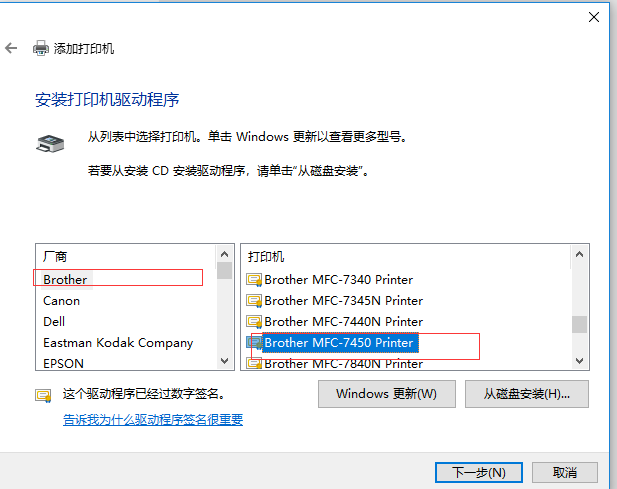 添加打印机
安装打印机驱动程序
从列表中选择打印机。单击 Windows 更新以查看更多型号。
若要从安装 CD 安装驱动程序，请单击“从磁盘安装”。
厂商
Brother
Canon
Dell
Eastman Kodak Company
EPSON
打印机
Brother MFC-7340 Printer
Brother MFC-7345N Printer
Brother MFC-7440N Printer
Brother MFC-7450 Printer
Brother MFC-7840N Printer
这个驱动程序已经过数字签名。
告诉我为什么驱动程序签名很重要
Windows 更新(W)
从磁盘安装(H)...
下一步(N)
取消